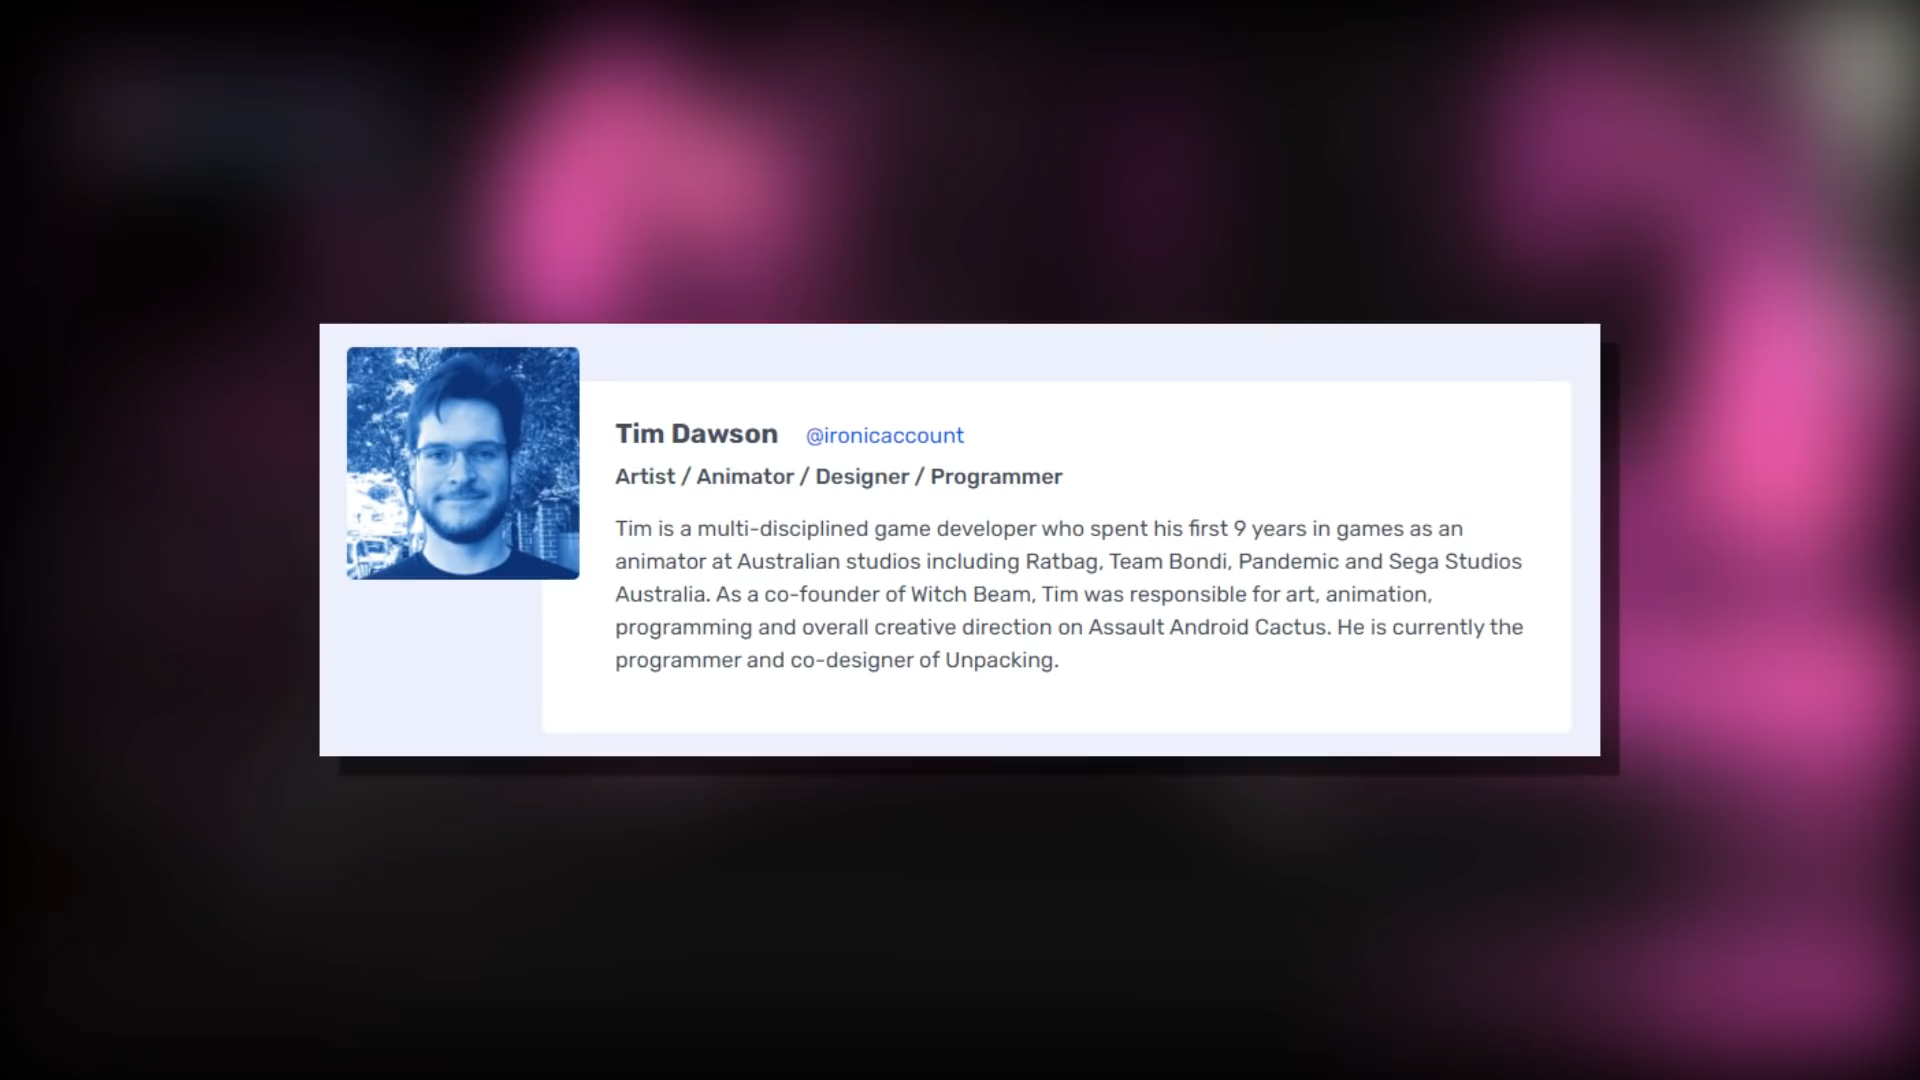 Tim Dawson @ironicaccount
Artist / Animator / Designer / Programmer
Tim is a multi-disciplined game developer who spent his first 9 years in games as an
animator at Australian studios including Ratbag, Team Bondi, Pandemic and Sega Studios
Australia. As a co-founder of Witch Beam, Tim was responsible for art, animation,
programming and overall creative direction on Assault Android Cactus. He is currently the
programmer and co-designer of Unpacking.